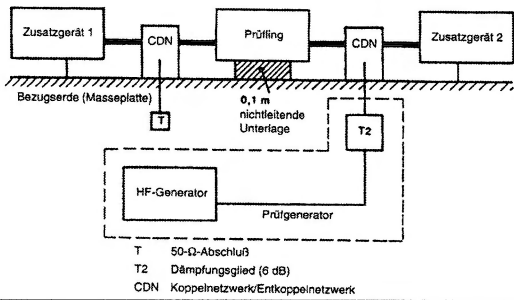 Zusatzgerät 1
CDN
Prüfling
CDN
Zusatzgerät 2
Bezugserde (Masseplatte)
T
0,1 m
nichtleitende
Unterlage
T2
HF-Generator
Prüfgenerator
T 50-Ω-Abschluß
T2 Dämpfungsglied (6 dB)
CDN Koppelnetzwerk/Entkoppelnetzwerk